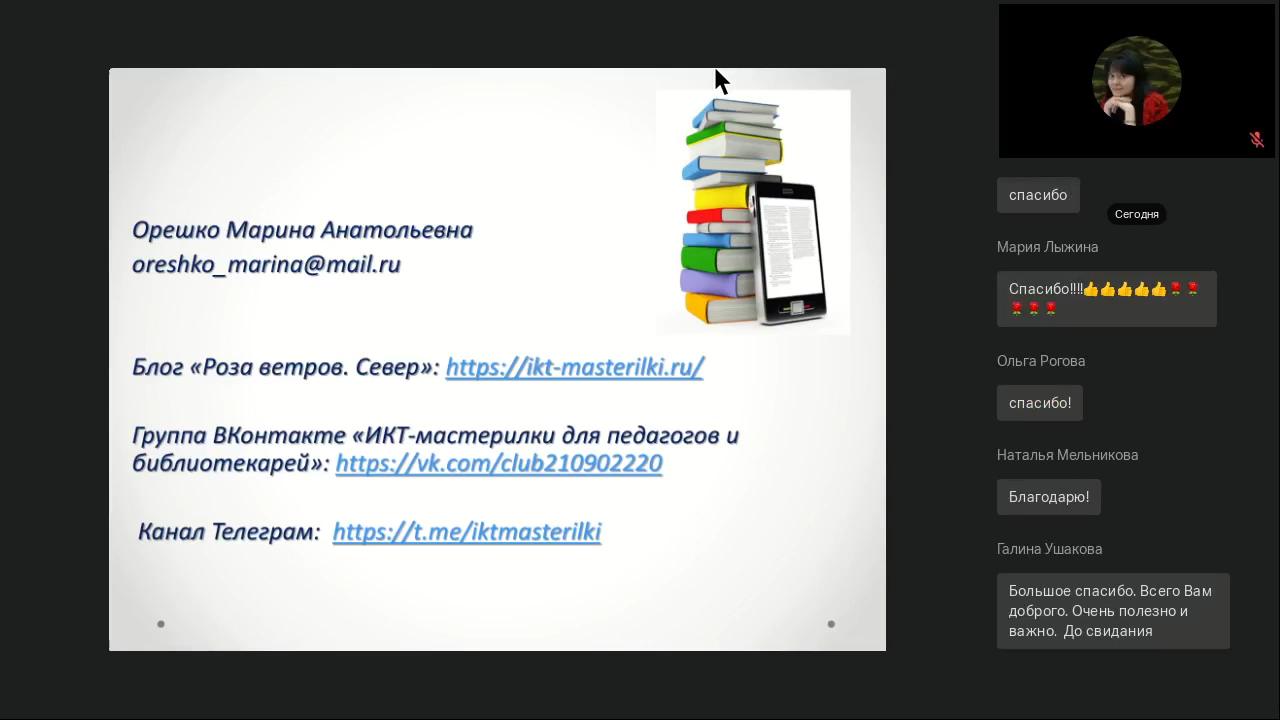 Орешко Марина Анатольевна
oreshko_marina@mail.ru
Блог «Роза ветров. Север»: https://ikt-masterilki.ru/
Группа ВКонтакте «ИКТ-мастерилки для педагогов и
библиотекарей»: https://vk.com/club210902220
Канал Телеграм: https://t.me/iktmasterilki
спасибо
Сегодня
Мария Лыжина
Спасибо!!!!👍👍👍👍👍🌹🌹
🌹🌹🌹
Ольга Рогова
спасибо!
Наталья Мельникова
Благодарю!
Галина Ушакова
Большое спасибо. Всего Вам
доброго. Очень полезно и
важно. До свидания